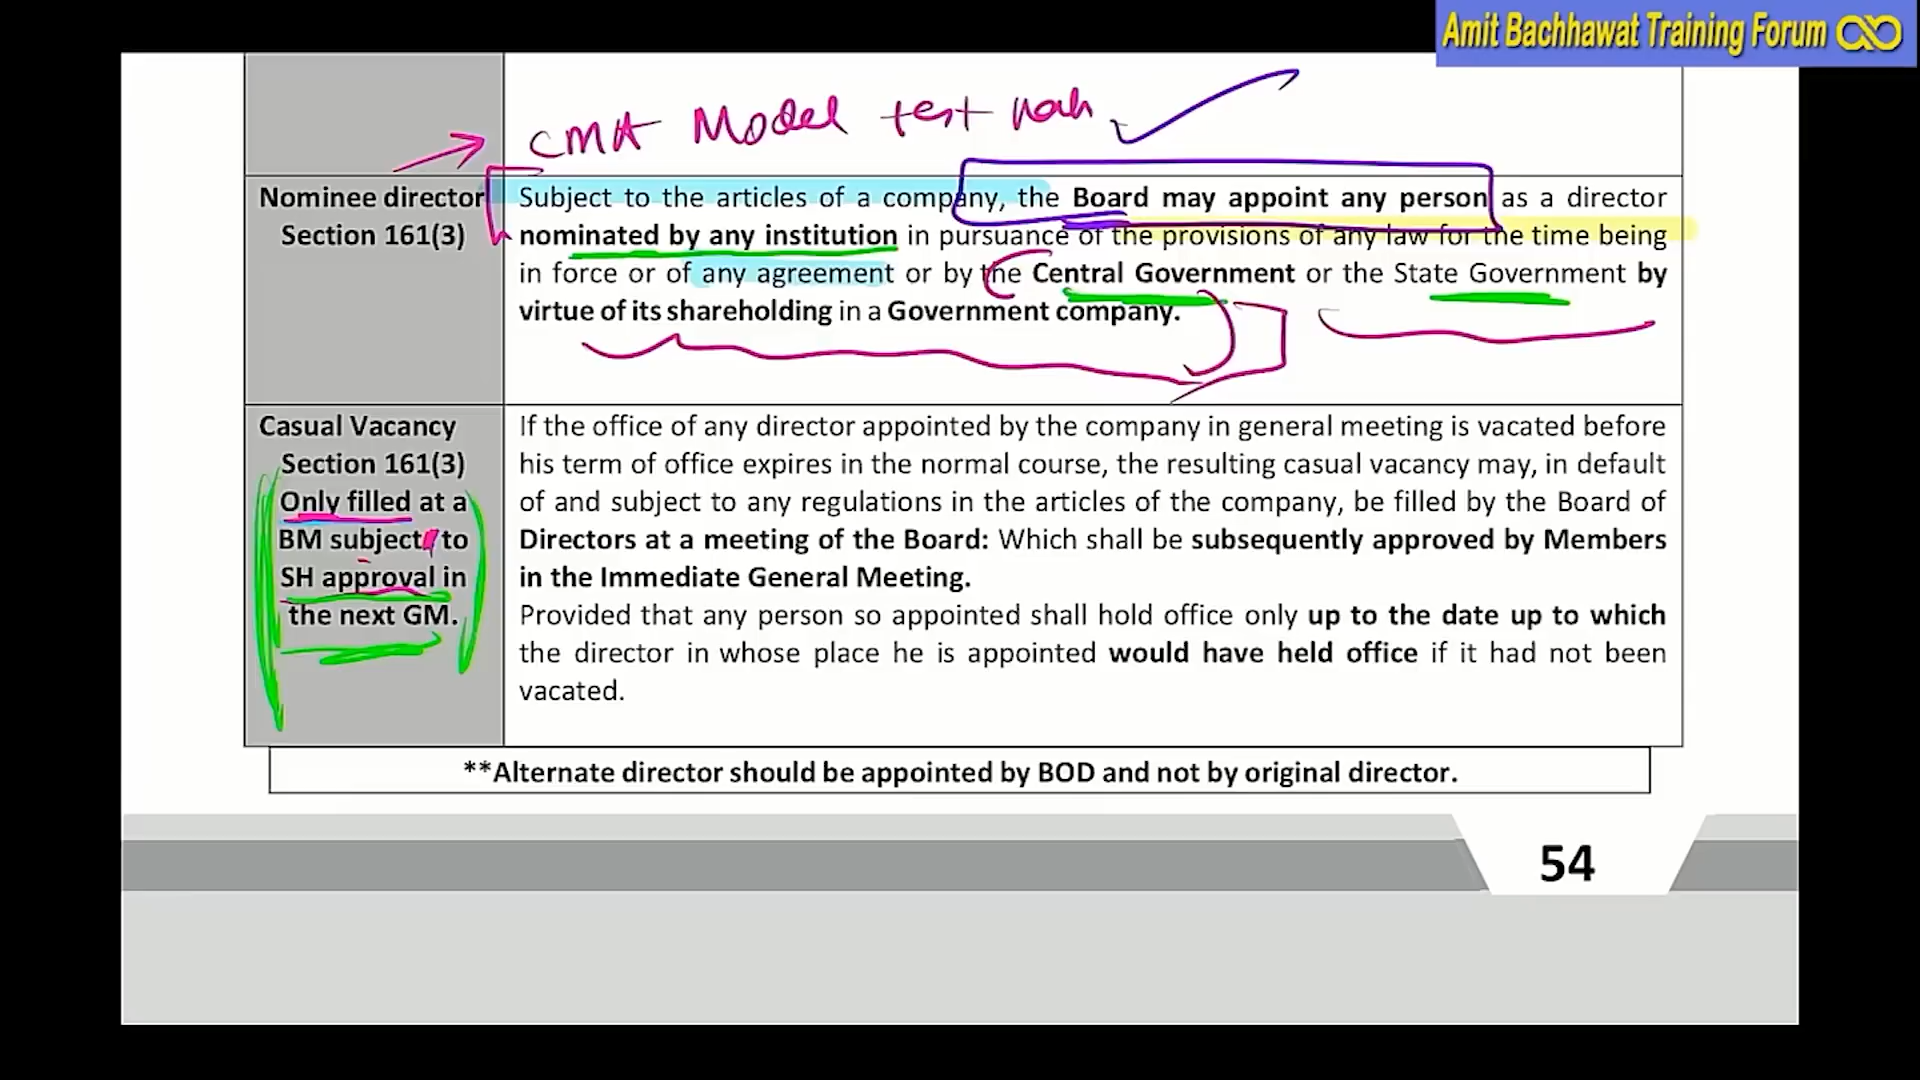 Amit Bachhawat Training Forum
CMA Model test
Nominee director
Section 161(3)
Subject to the articles of a company, the Board may appoint any person as a director
nominated by any institution in pursuance of the provisions of any law for the time being
in force or of any agreement or by the Central Government or the State Government by
virtue of its shareholding in a Government company.
Casual Vacancy
Section 161(3)
Only filled at a
BM subject to
SH approval in
the next GM.
If the office of any director appointed by the company in general meeting is vacated before
his term of office expires in the normal course, the resulting casual vacancy may, in default
of and subject to any regulations in the articles of the company, be filled by the Board of
Directors at a meeting of the Board: Which shall be subsequently approved by Members
in the Immediate General Meeting.
Provided that any person so appointed shall hold office only up to the date up to which
the director in whose place he is appointed would have held office if it had not been
vacated.
**Alternate director should be appointed by BOD and not by original director.
54